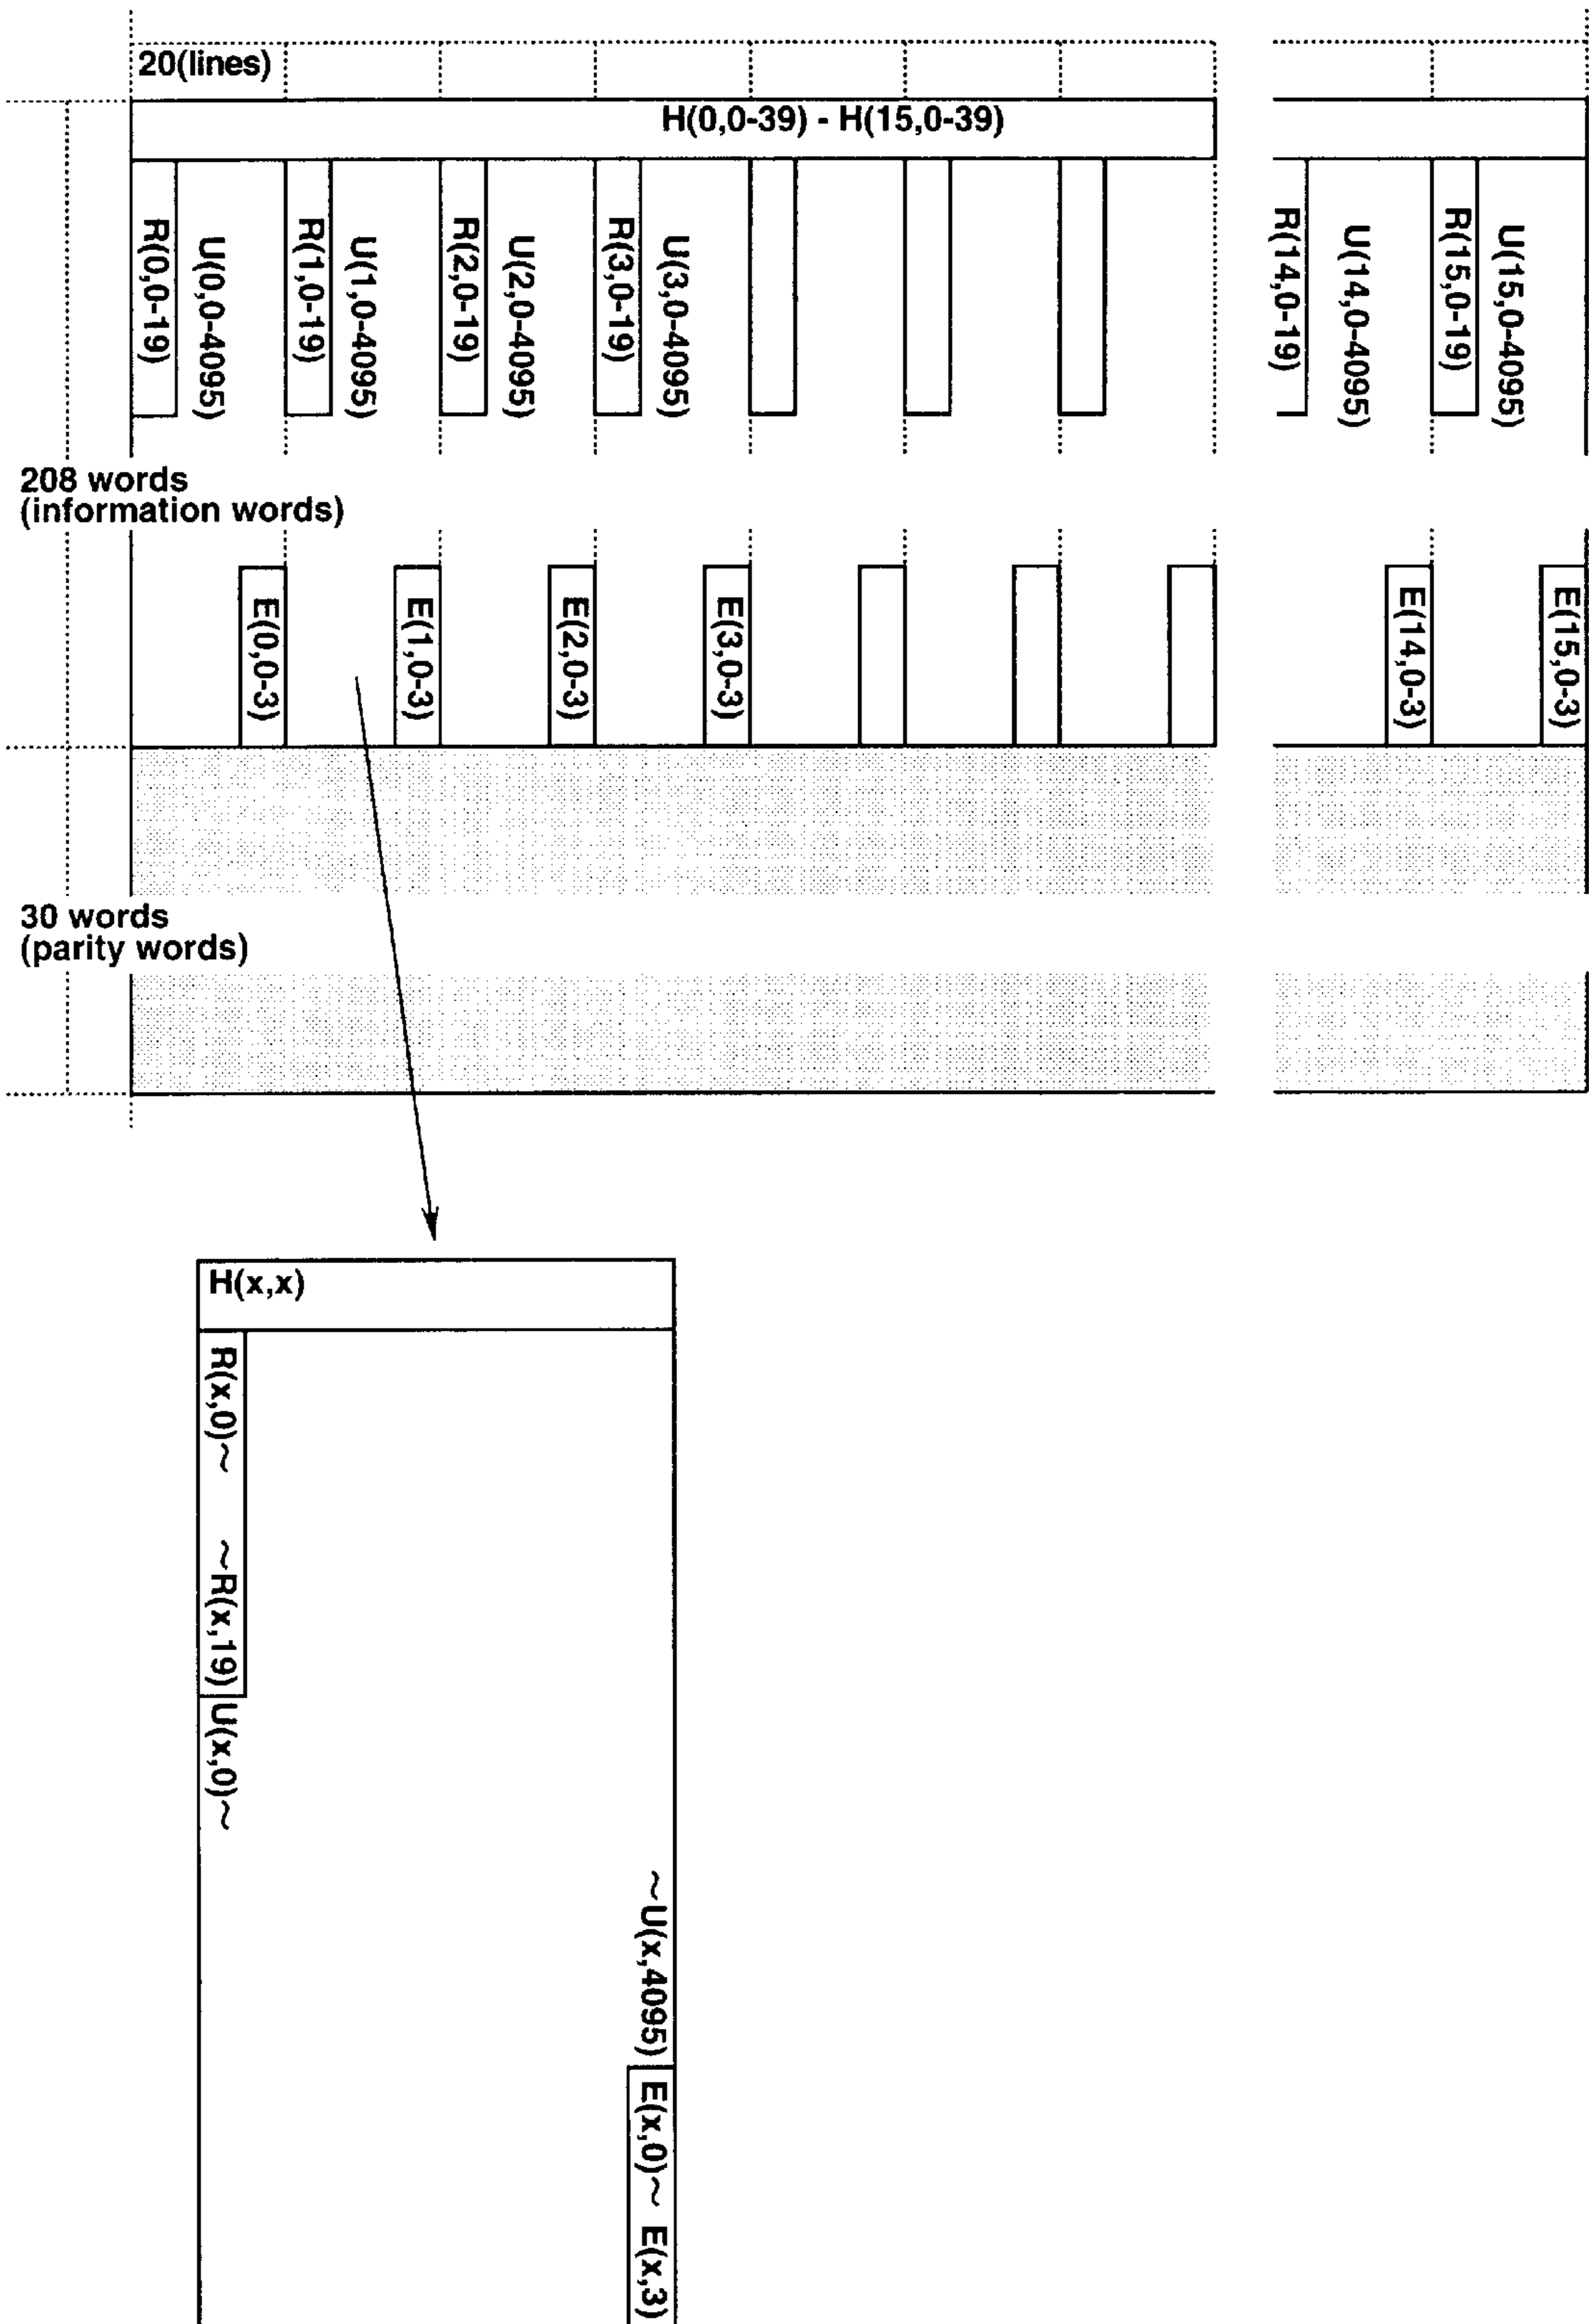 20(lines)
H(0,0-39) - H(15,0-39)
R(0,0-19)
U(0,0-4095)
R(1,0-19)
U(1,0-4095)
R(2,0-19)
U(2,0-4095)
R(3,0-19)
U(3,0-4095)
R(14,0-19)
U(14,0-4095)
R(15,0-19)
U(15,0-4095)
208 words
(information words)
E(0,0-3)
E(1,0-3)
E(2,0-3)
E(3,0-3)
E(14,0-3)
E(15,0-3)
30 words
(parity words)
H(x,x)
R(x,0)~ ~R(x,19) U(x,0)~
~U(x,4095) E(x,0)~ E(x,3)